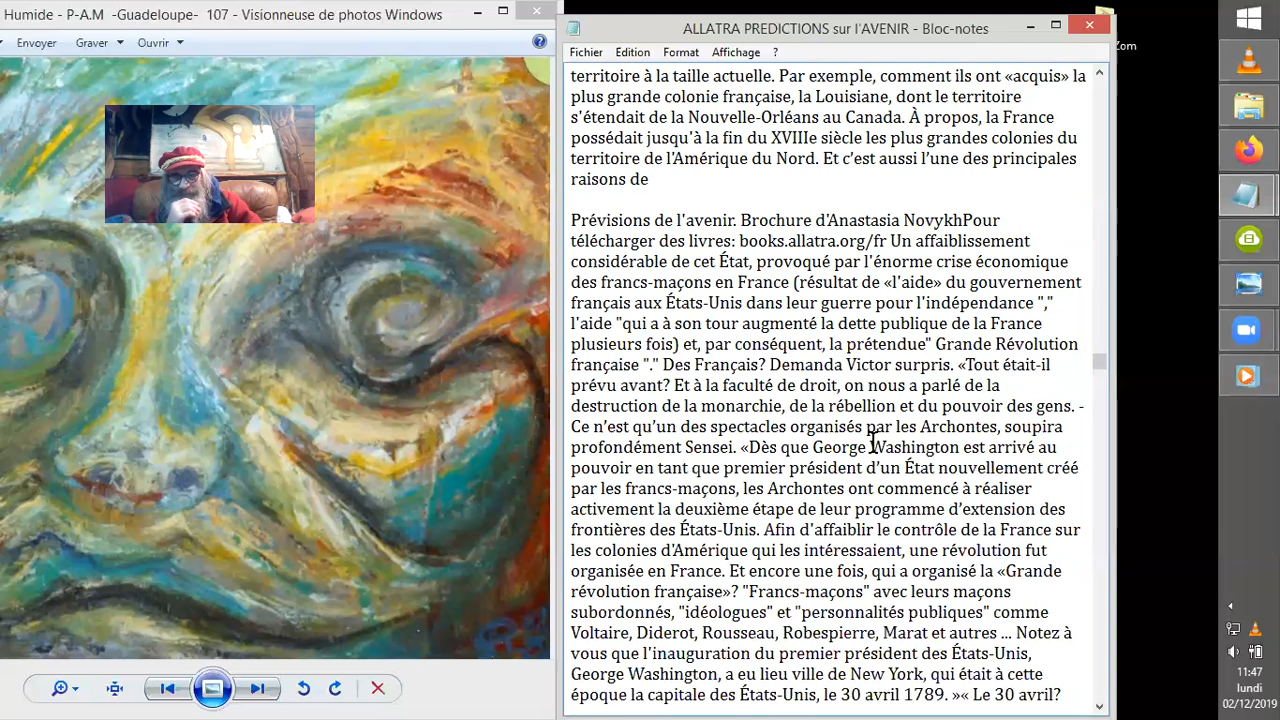 Humide - P-A.M -Guadeloupe- 107 - Visionneuse de photos Windows
Envoyer Graver Ouvrir
ALLATRA PREDICTIONS sur l'AVENIR - Bloc-notes
Fichier Edition Format Affichage ?
territoire à la taille actuelle. Par exemple, comment ils ont «acquis» la
plus grande colonie française, la Louisiane, dont le territoire
s'étendait de la Nouvelle-Orléans au Canada. À propos, la France
possédait jusqu'à la fin du XVIIIe siècle les plus grandes colonies du
territoire de l'Amérique du Nord. Et c’est aussi l’une des principales
raisons de
Prévisions de l'avenir. Brochure d'Anastasia NovykhPour
télécharger des livres: books.allatra.org/fr Un affaiblissement
considérable de cet État, provoqué par l'énorme crise économique
des francs-maçons en France (résultat de «l'aide» du gouvernement
français aux États-Unis dans leur guerre pour l'indépendance ","
l'aide "qui a à son tour augmenté la dette publique de la France
plusieurs fois) et, par conséquent, la prétendue" Grande Révolution
française "." Des Français? Demanda Victor surpris. «Tout était-il
prévu avant? Et à la faculté de droit, on nous a parlé de la
destruction de la monarchie, de la rébellion et du pouvoir des gens. -
Ce n’est qu’un des spectacles organisés par les Archontes, soupira
profondément Sensei. «Dès que George Washington est arrivé au
pouvoir en tant que premier président d’un État nouvellement créé
par les francs-maçons, les Archontes ont commencé à réaliser
activement la deuxième étape de leur programme d’extension des
frontières des États-Unis. Afin d'affaiblir le contrôle de la France sur
les colonies d'Amérique qui les intéressaient, une révolution fut
organisée en France. Et encore une fois, qui a organisé la «Grande
révolution française»? "Francs-maçons" avec leurs maçons
subordonnés, "idéologues" et "personnalités publiques" comme
Voltaire, Diderot, Rousseau, Robespierre, Marat et autres ... Notez à
vous que l'inauguration du premier président des États-Unis,
George Washington, a eu lieu ville de New York, qui était à cette
époque la capitale des États-Unis, le 30 avril 1789. »« Le 30 avril?
Zom
11:47
lundi
02/12/2019